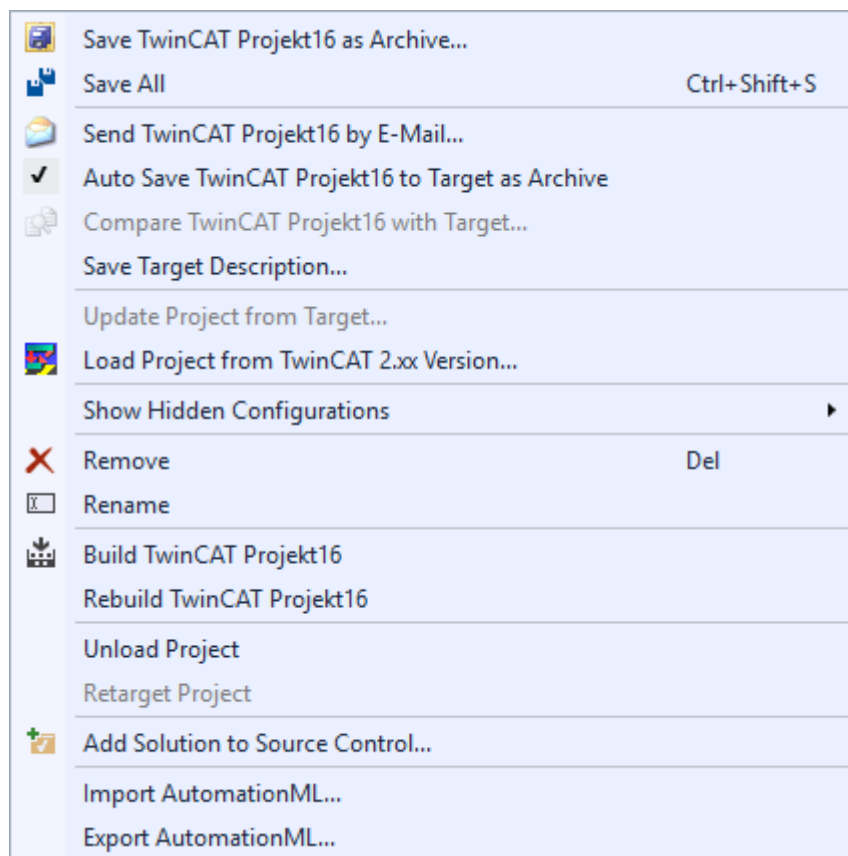 Save TwinCAT Projekt16 as Archive...
Save All Ctrl+Shift+S
Send TwinCAT Projekt16 by E-Mail...
Auto Save TwinCAT Projekt16 to Target as Archive
Compare TwinCAT Projekt16 with Target...
Save Target Description...
Update Project from Target...
Load Project from TwinCAT 2.xx Version...
Show Hidden Configurations
Remove Del
Rename
Build TwinCAT Projekt16
Rebuild TwinCAT Projekt16
Unload Project
Retarget Project
Add Solution to Source Control...
Import AutomationML...
Export AutomationML...